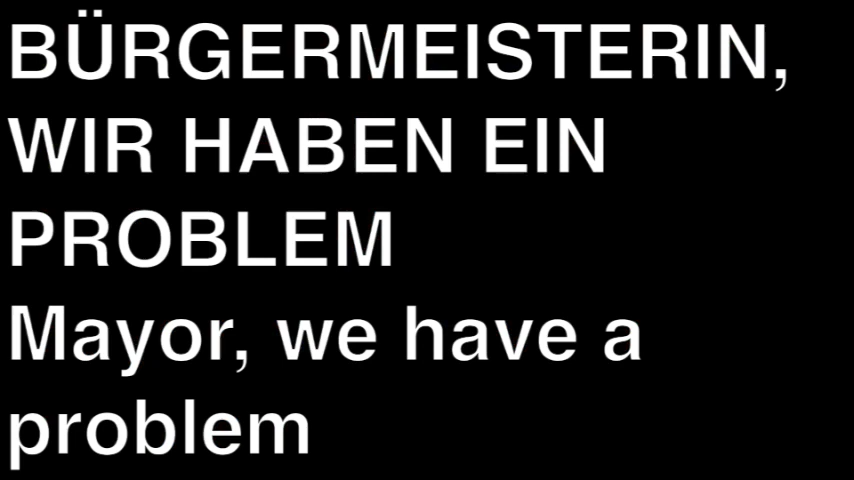 BÜRGERMEISTERIN,
WIR HABEN EIN
PROBLEM
Mayor, we have a
problem